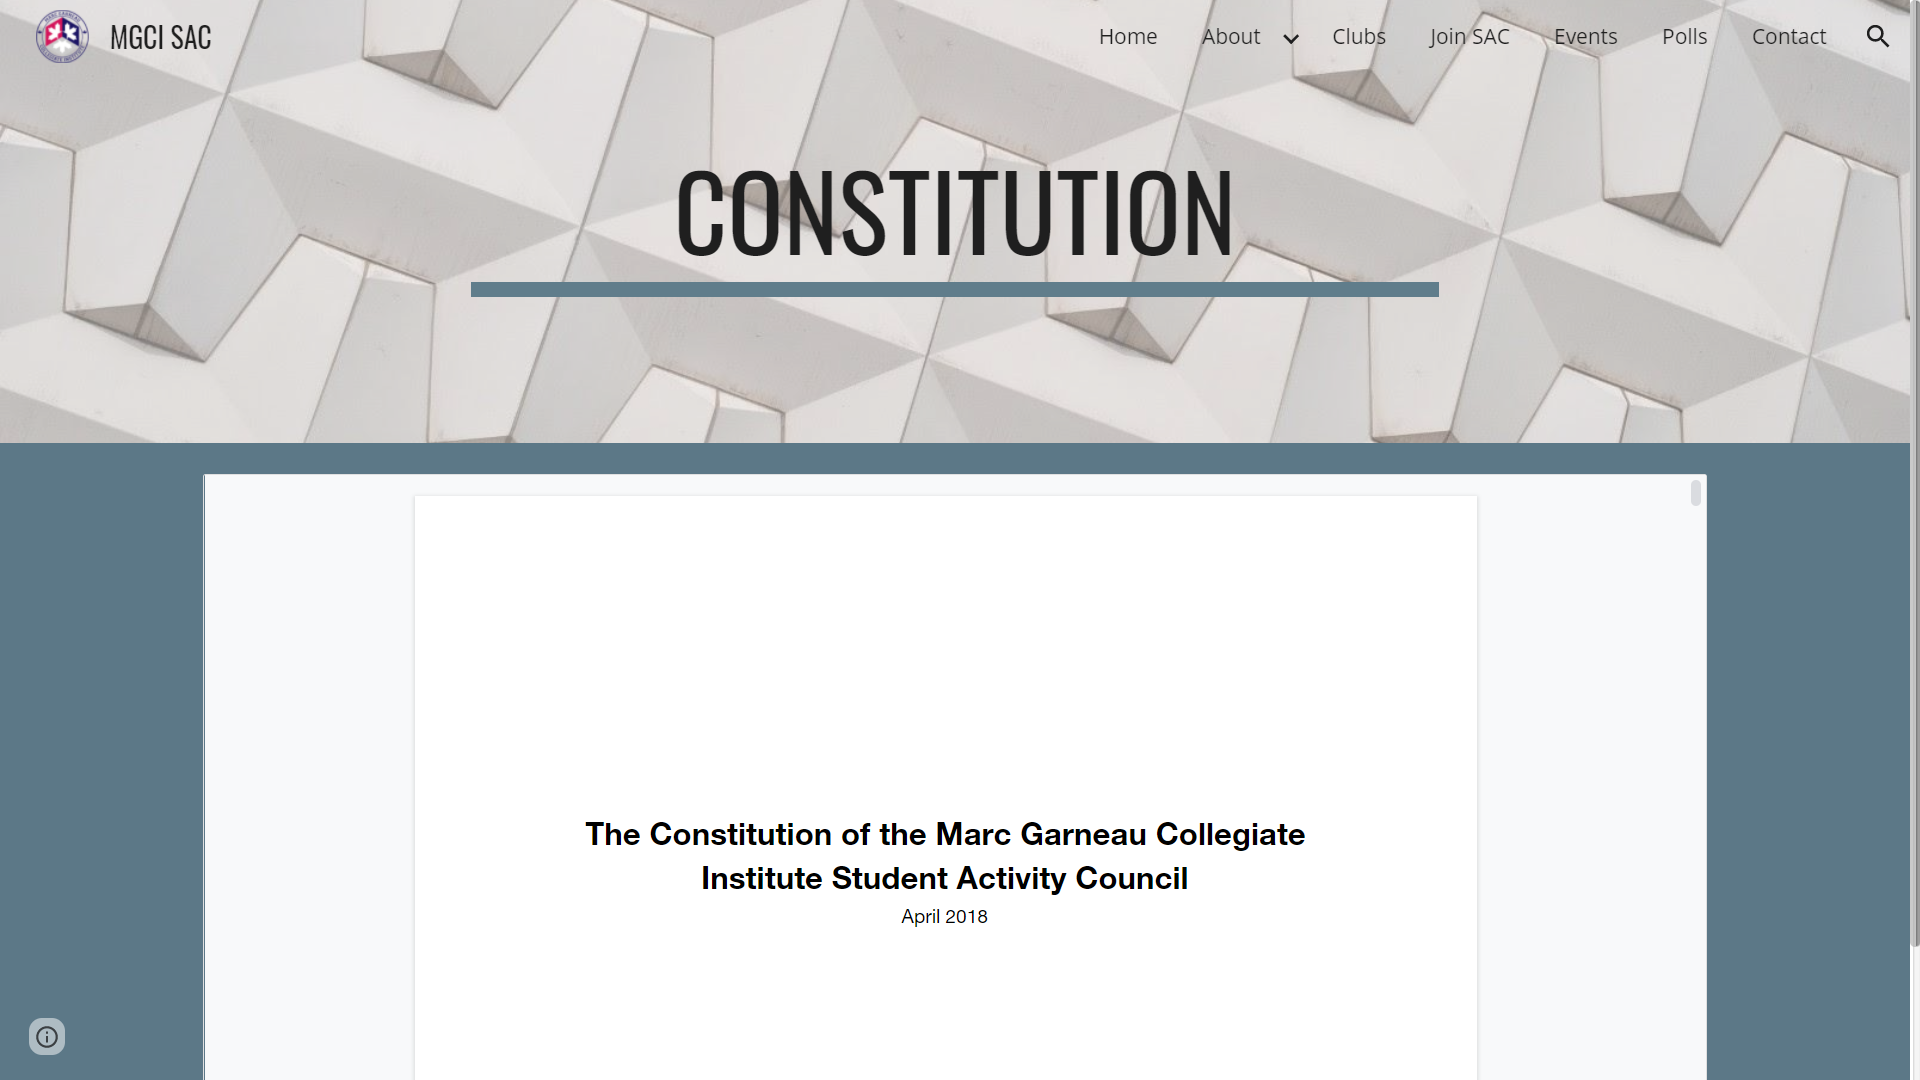 MGCI SAC
Home About Clubs Join SAC Events Polls Contact
CONSTITUTION
The Constitution of the Marc Garneau Collegiate
Institute Student Activity Council
April 2018